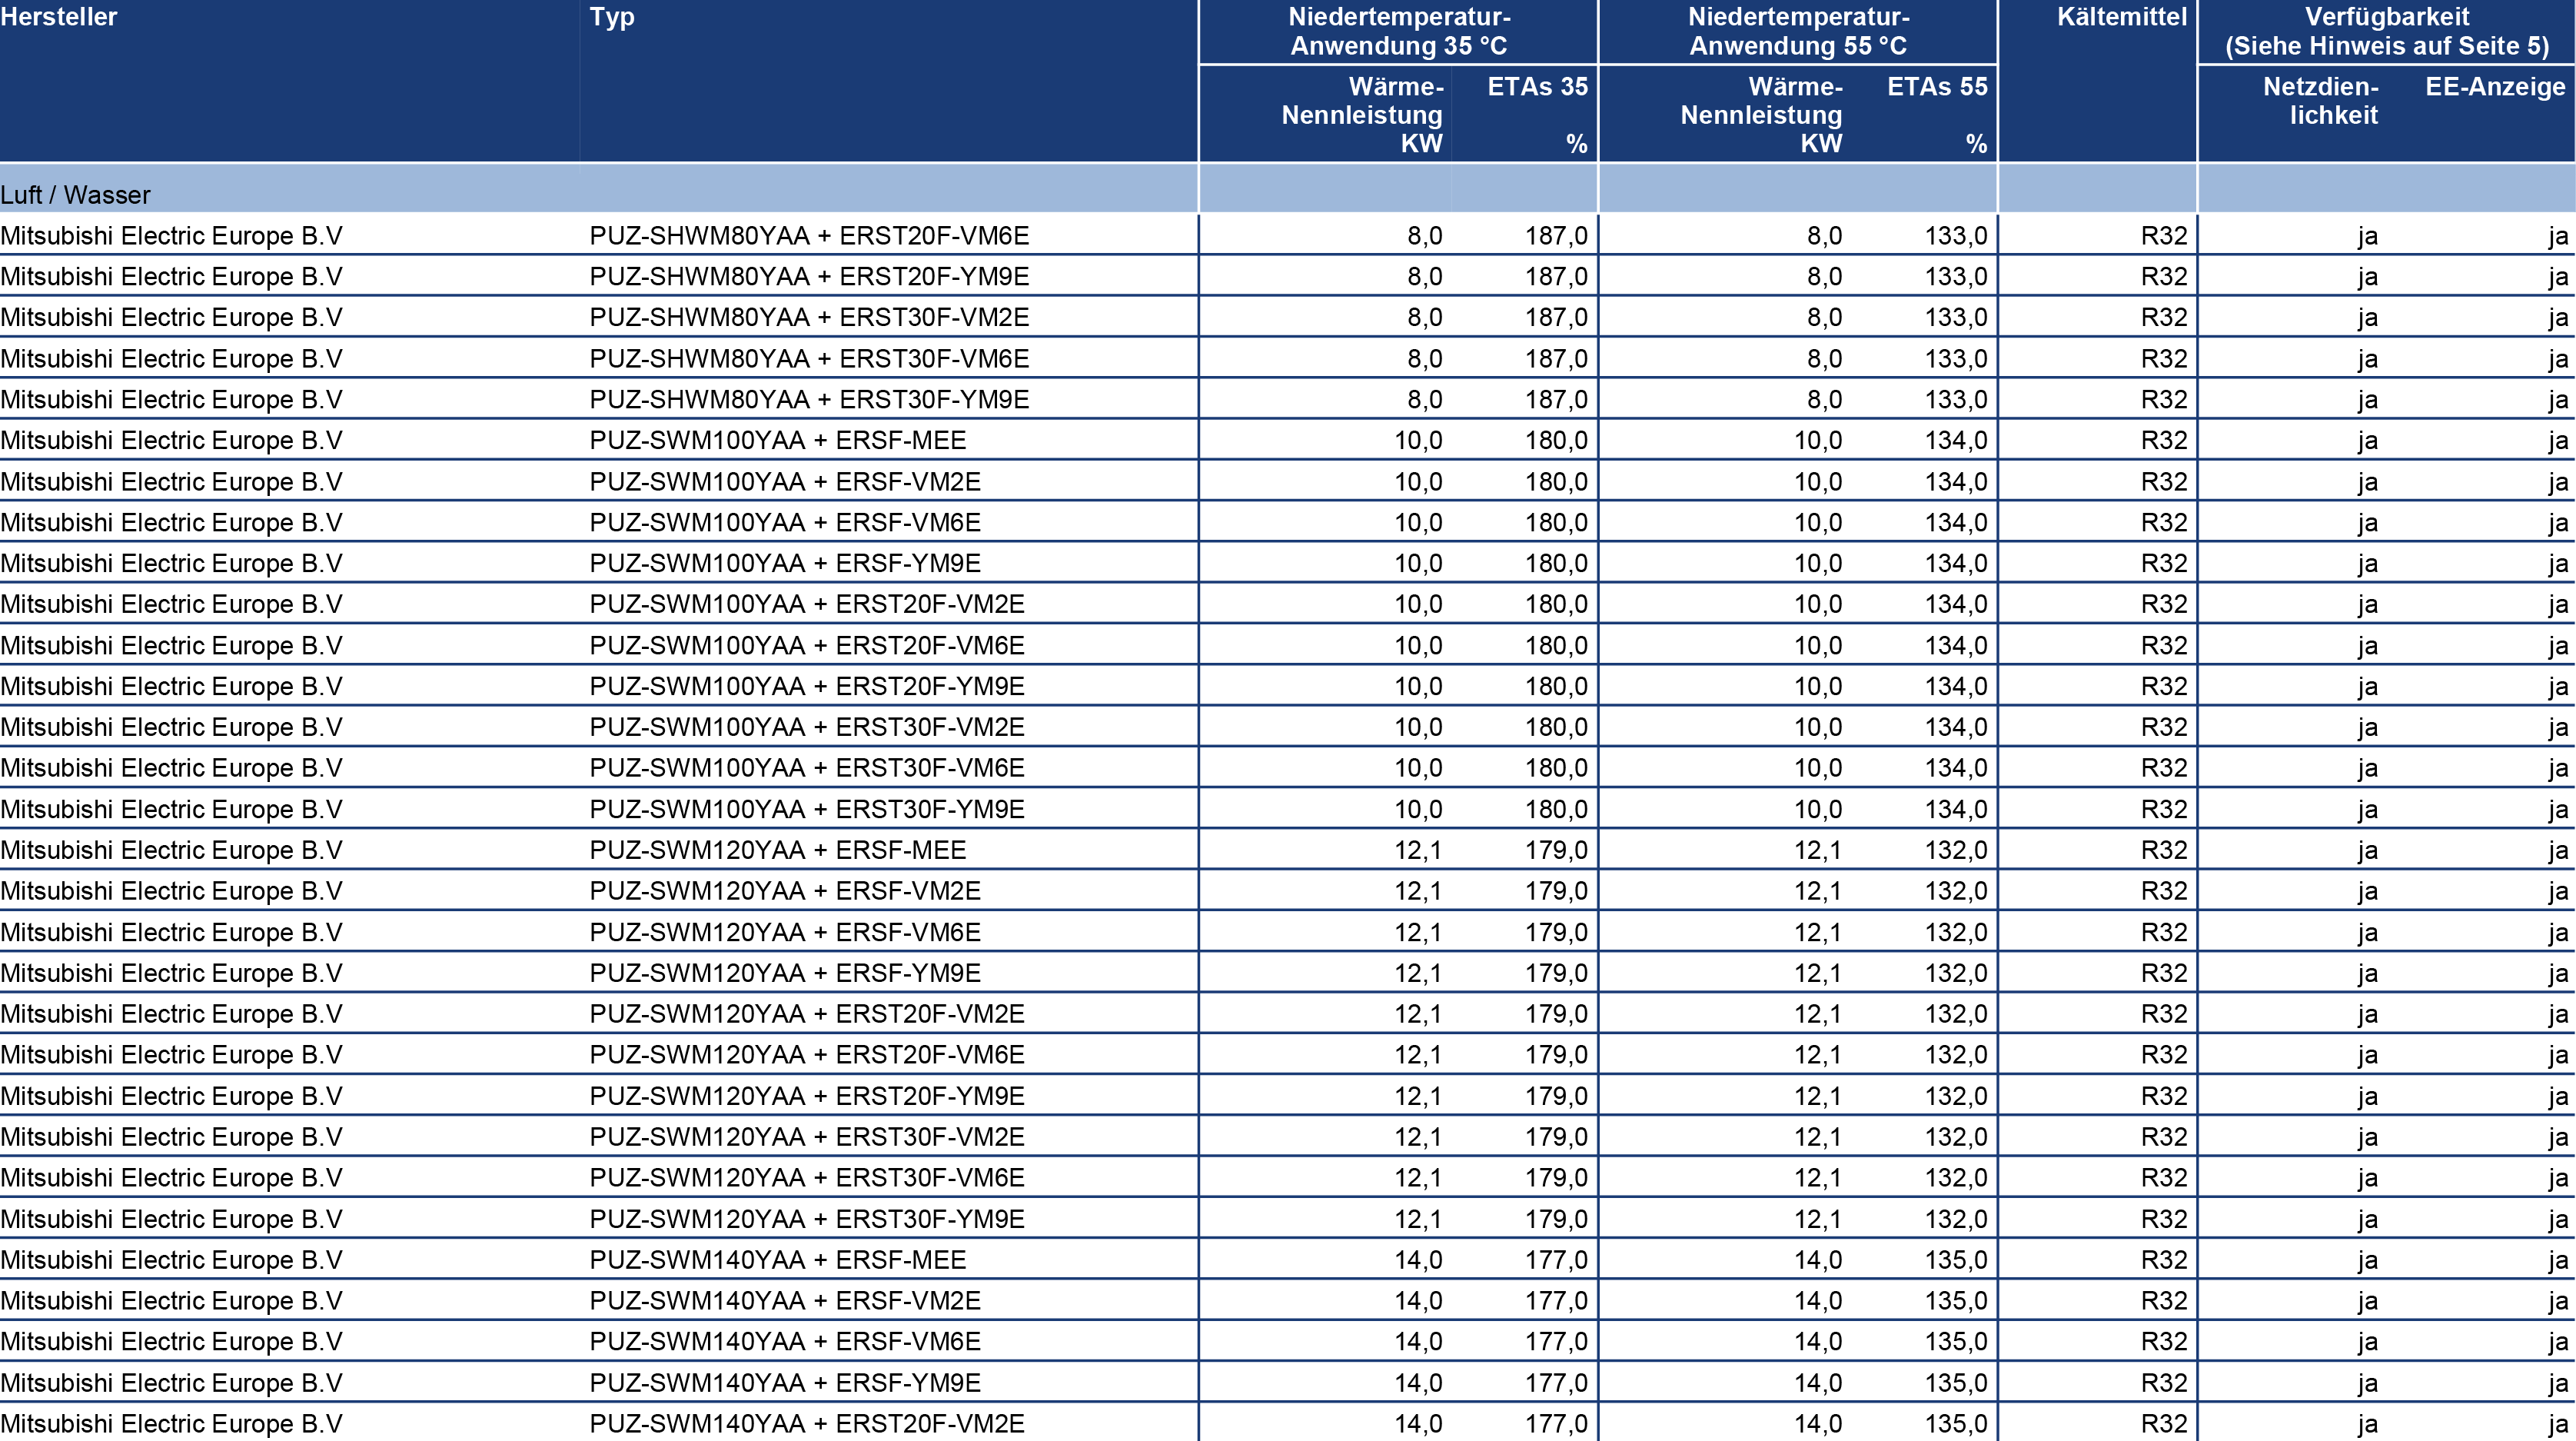 Hersteller Typ Niedertemperatur- Niedertemperatur- Kältemittel Verfügbarkeit
Anwendung 35 °C Anwendung 55 °C (Siehe Hinweis auf Seite 5)
Wärme- ETAs 35 Wärme- ETAs 55 Netzdien- EE-Anzeige
Nennleistung Nennleistung lichkeit
KW % KW %
Luft / Wasser
Mitsubishi Electric Europe B.V PUZ-SHWM80YAA + ERST20F-VM6E 8,0 187,0 8,0 133,0 R32 ja ja
Mitsubishi Electric Europe B.V PUZ-SHWM80YAA + ERST20F-YM9E 8,0 187,0 8,0 133,0 R32 ja ja
Mitsubishi Electric Europe B.V PUZ-SHWM80YAA + ERST30F-VM2E 8,0 187,0 8,0 133,0 R32 ja ja
Mitsubishi Electric Europe B.V PUZ-SHWM80YAA + ERST30F-VM6E 8,0 187,0 8,0 133,0 R32 ja ja
Mitsubishi Electric Europe B.V PUZ-SHWM80YAA + ERST30F-YM9E 8,0 187,0 8,0 133,0 R32 ja ja
Mitsubishi Electric Europe B.V PUZ-SWM100YAA + ERSF-MEE 10,0 180,0 10,0 134,0 R32 ja ja
Mitsubishi Electric Europe B.V PUZ-SWM100YAA + ERSF-VM2E 10,0 180,0 10,0 134,0 R32 ja ja
Mitsubishi Electric Europe B.V PUZ-SWM100YAA + ERSF-VM6E 10,0 180,0 10,0 134,0 R32 ja ja
Mitsubishi Electric Europe B.V PUZ-SWM100YAA + ERSF-YM9E 10,0 180,0 10,0 134,0 R32 ja ja
Mitsubishi Electric Europe B.V PUZ-SWM100YAA + ERST20F-VM2E 10,0 180,0 10,0 134,0 R32 ja ja
Mitsubishi Electric Europe B.V PUZ-SWM100YAA + ERST20F-VM6E 10,0 180,0 10,0 134,0 R32 ja ja
Mitsubishi Electric Europe B.V PUZ-SWM100YAA + ERST20F-YM9E 10,0 180,0 10,0 134,0 R32 ja ja
Mitsubishi Electric Europe B.V PUZ-SWM100YAA + ERST30F-VM2E 10,0 180,0 10,0 134,0 R32 ja ja
Mitsubishi Electric Europe B.V PUZ-SWM100YAA + ERST30F-VM6E 10,0 180,0 10,0 134,0 R32 ja ja
Mitsubishi Electric Europe B.V PUZ-SWM100YAA + ERST30F-YM9E 10,0 180,0 10,0 134,0 R32 ja ja
Mitsubishi Electric Europe B.V PUZ-SWM120YAA + ERSF-MEE 12,1 179,0 12,1 132,0 R32 ja ja
Mitsubishi Electric Europe B.V PUZ-SWM120YAA + ERSF-VM2E 12,1 179,0 12,1 132,0 R32 ja ja
Mitsubishi Electric Europe B.V PUZ-SWM120YAA + ERSF-VM6E 12,1 179,0 12,1 132,0 R32 ja ja
Mitsubishi Electric Europe B.V PUZ-SWM120YAA + ERSF-YM9E 12,1 179,0 12,1 132,0 R32 ja ja
Mitsubishi Electric Europe B.V PUZ-SWM120YAA + ERST20F-VM2E 12,1 179,0 12,1 132,0 R32 ja ja
Mitsubishi Electric Europe B.V PUZ-SWM120YAA + ERST20F-VM6E 12,1 179,0 12,1 132,0 R32 ja ja
Mitsubishi Electric Europe B.V PUZ-SWM120YAA + ERST20F-YM9E 12,1 179,0 12,1 132,0 R32 ja ja
Mitsubishi Electric Europe B.V PUZ-SWM120YAA + ERST30F-VM2E 12,1 179,0 12,1 132,0 R32 ja ja
Mitsubishi Electric Europe B.V PUZ-SWM120YAA + ERST30F-VM6E 12,1 179,0 12,1 132,0 R32 ja ja
Mitsubishi Electric Europe B.V PUZ-SWM120YAA + ERST30F-YM9E 12,1 179,0 12,1 132,0 R32 ja ja
Mitsubishi Electric Europe B.V PUZ-SWM140YAA + ERSF-MEE 14,0 177,0 14,0 135,0 R32 ja ja
Mitsubishi Electric Europe B.V PUZ-SWM140YAA + ERSF-VM2E 14,0 177,0 14,0 135,0 R32 ja ja
Mitsubishi Electric Europe B.V PUZ-SWM140YAA + ERSF-VM6E 14,0 177,0 14,0 135,0 R32 ja ja
Mitsubishi Electric Europe B.V PUZ-SWM140YAA + ERSF-YM9E 14,0 177,0 14,0 135,0 R32 ja ja
Mitsubishi Electric Europe B.V PUZ-SWM140YAA + ERST20F-VM2E 14,0 177,0 14,0 135,0 R32 ja ja